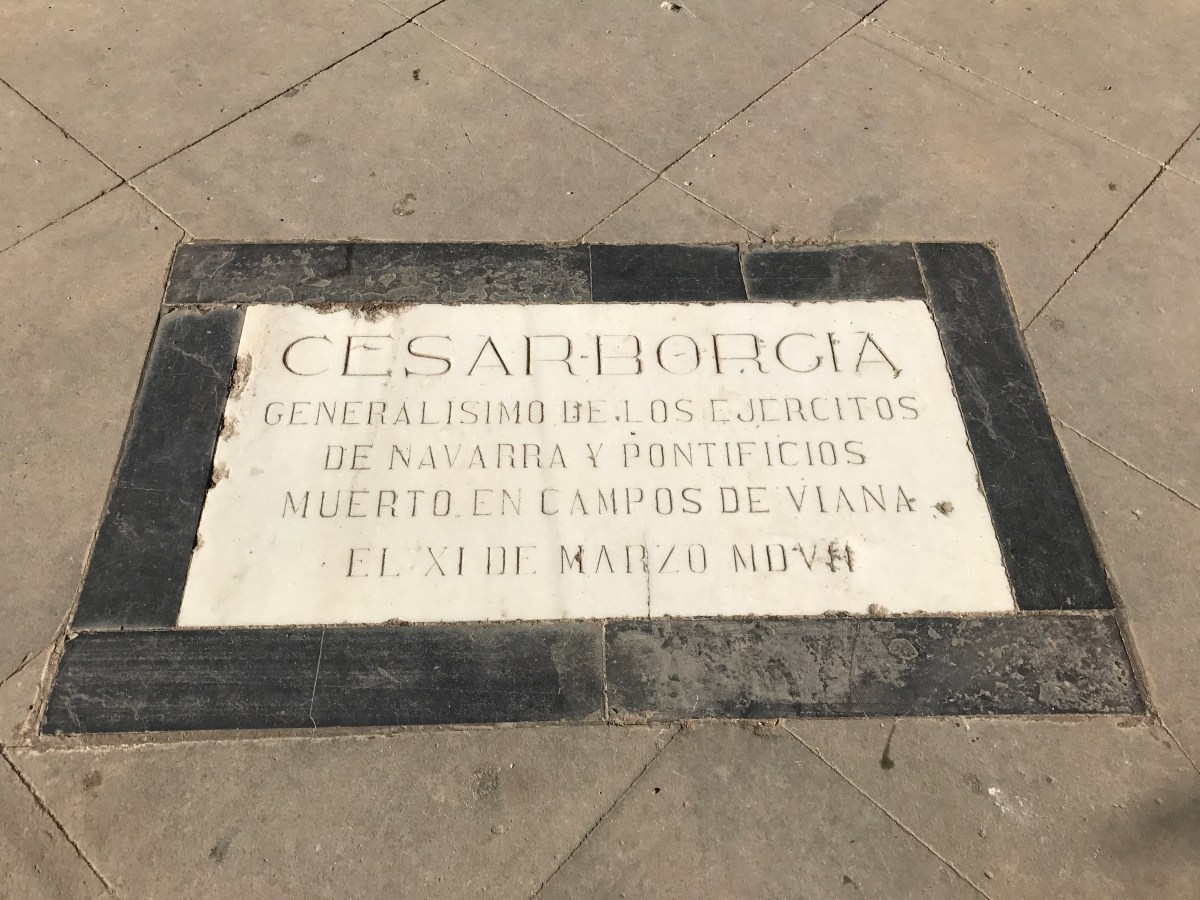 CESAR BORGIA
GENERALISIMO DE LOS EJERCITOS
DE NAVARRA Y PONTIFICIOS
MUERTO EN CAMPOS DE VIANA
EL XI DE MARZO MDVII